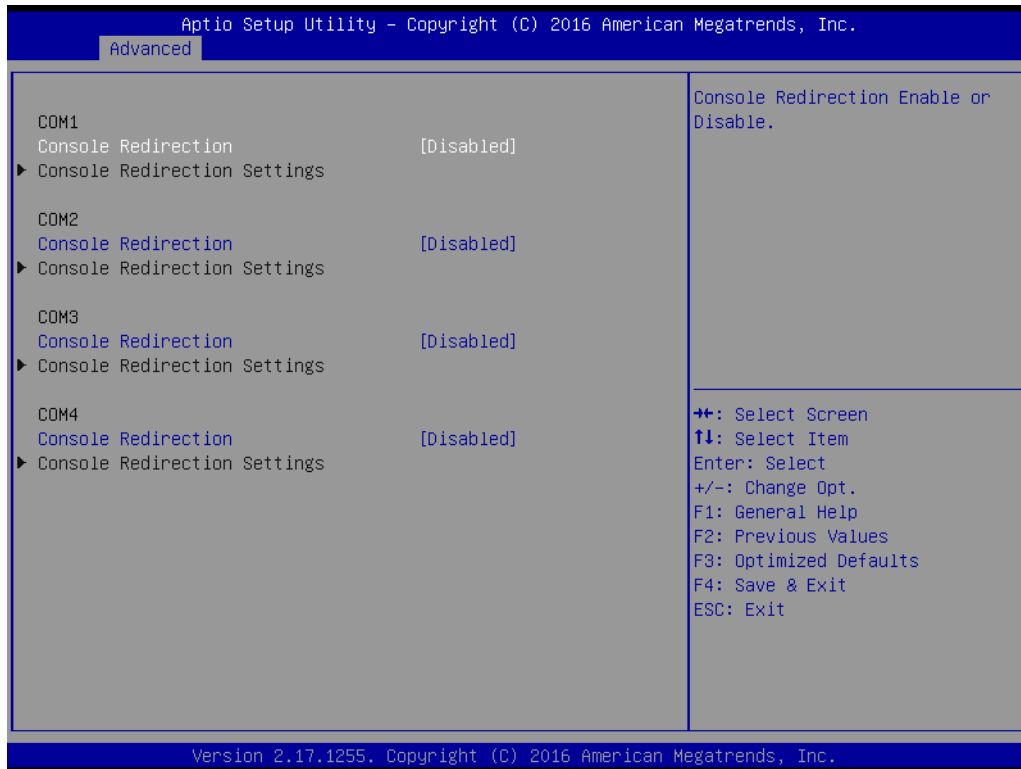 Aptio Setup Utility – Copyright (C) 2016 American Megatrends, Inc.
Advanced
COM1
Console Redirection [Disabled]
▶ Console Redirection Settings
COM2
Console Redirection [Disabled]
▶ Console Redirection Settings
COM3
Console Redirection [Disabled]
▶ Console Redirection Settings
COM4
Console Redirection [Disabled]
▶ Console Redirection Settings
Console Redirection Enable or
Disable.
→←: Select Screen
↑↓: Select Item
Enter: Select
+/-: Change Opt.
F1: General Help
F2: Previous Values
F3: Optimized Defaults
F4: Save & Exit
ESC: Exit
Version 2.17.1255. Copyright (C) 2016 American Megatrends, Inc.